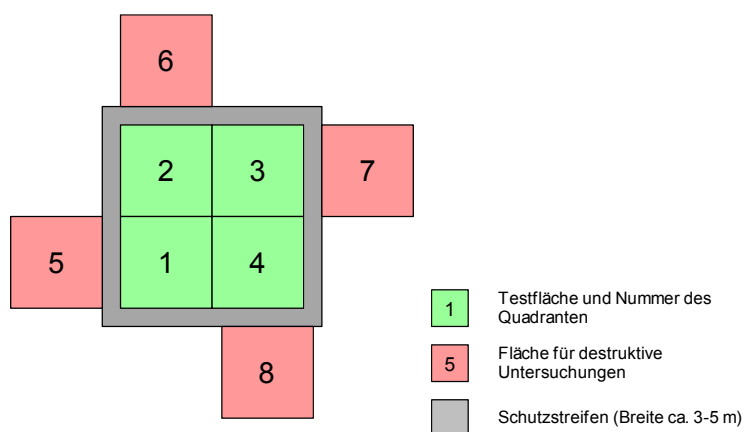 6
2 3 7
5 1 4
8
1 Testfläche und Nummer des
Quadranten
5 Fläche für destruktive
Untersuchungen
Schutzstreifen (Breite ca. 3-5 m)